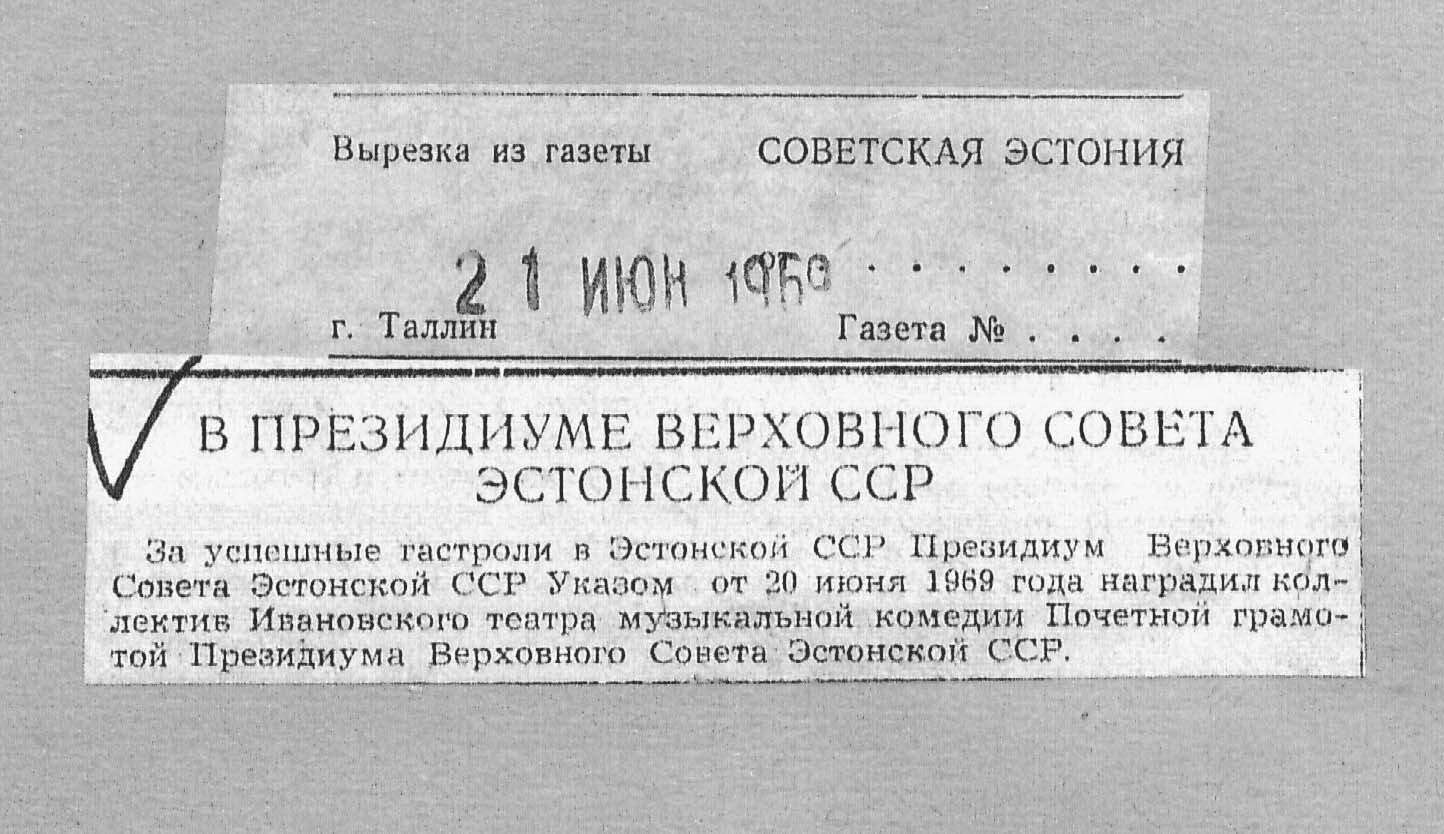 Вырезка из газеты СОВЕТСКАЯ ЭСТОНИЯ
21 ИЮН
г. Таллин Газета № . . . .
В ПРЕЗИДИУМЕ ВЕРХОВНОГО СОВЕТА
ЭСТОНСКОЙ ССР
За успешные гастроли в Эстонской ССР Президиум Верховного
Совета Эстонской ССР Указом от 20 июня 1969 года наградил кол-
лектив Ивановского театра музыкальной комедии Почетной грамо-
той Президиума Верховного Совета Эстонской ССР.